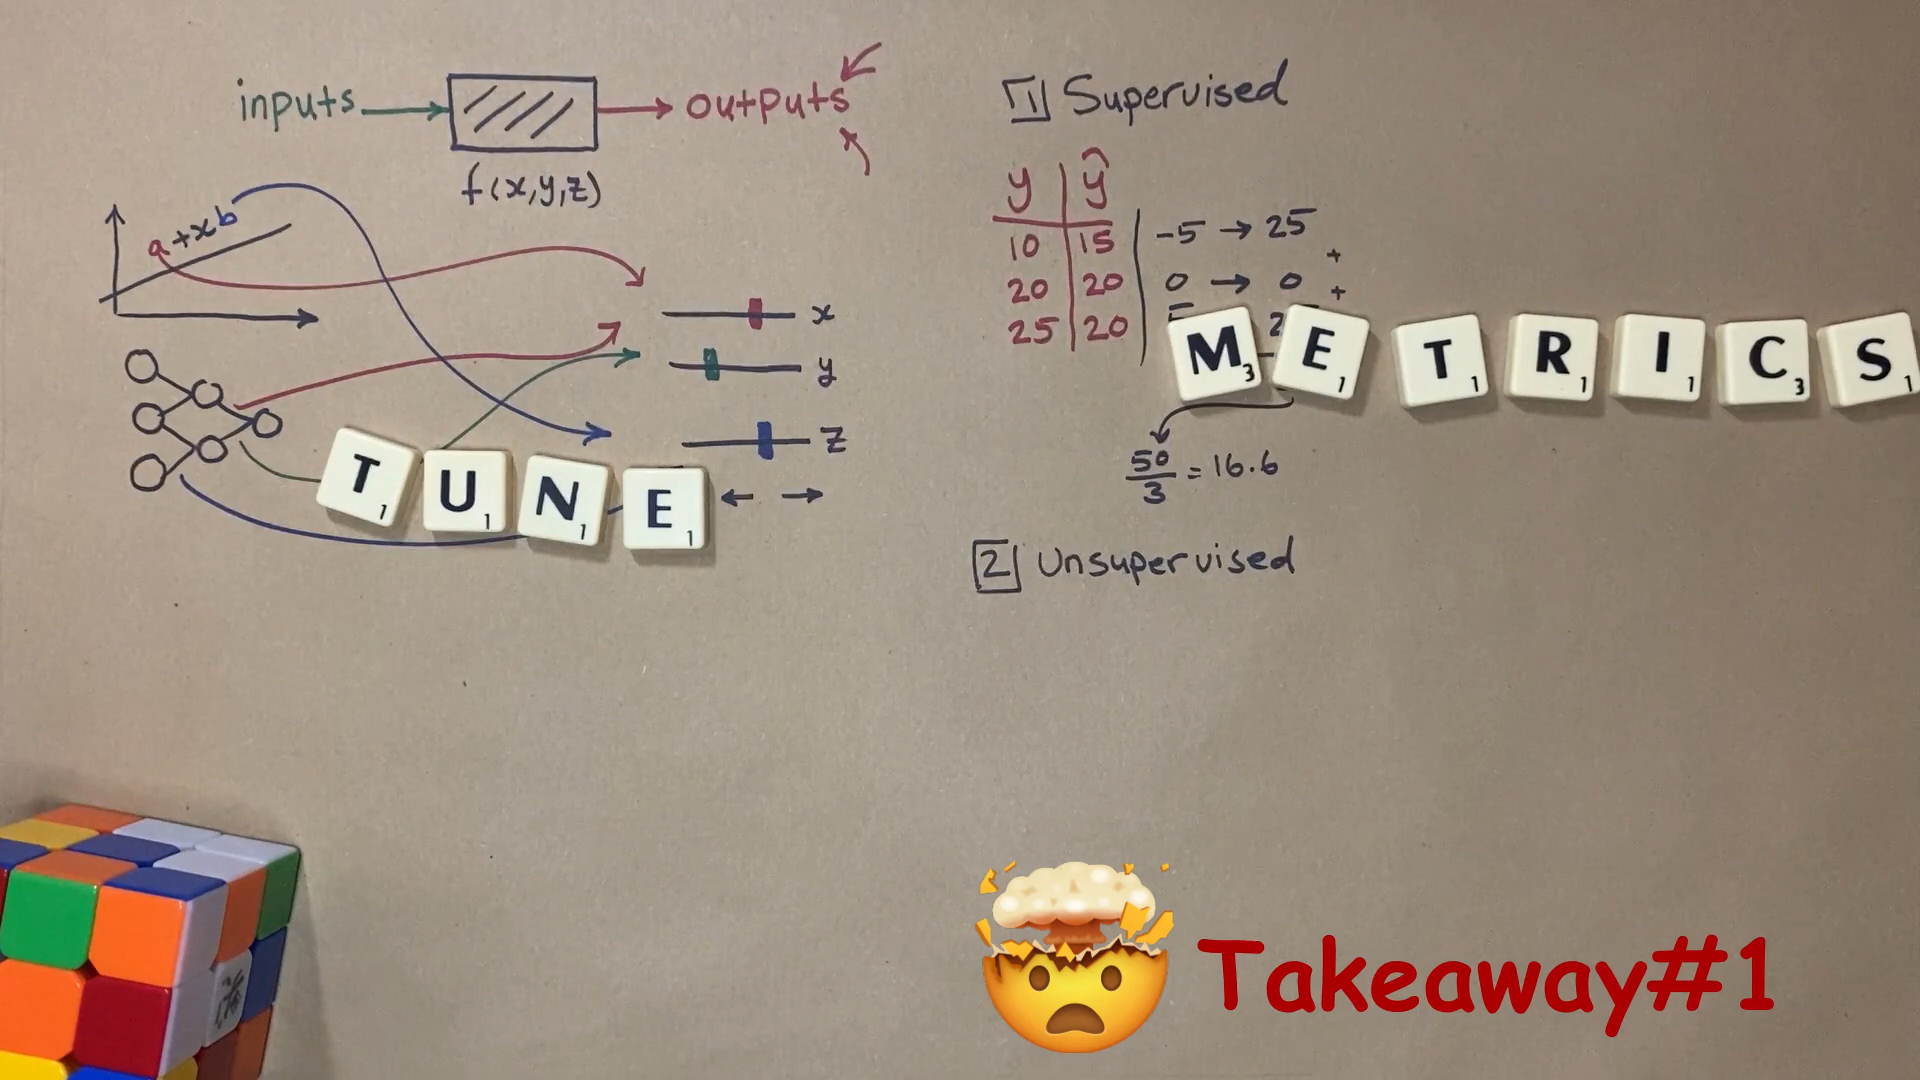 inputs → → outputs
f(x,y,z)
a+xb
x
y
z
TUNE
← →
1 Supervised
y ŷ
10 15 -5 → 25
+
20 20 0 → 0
+
25 20
METRICS
50/3 = 16.6
2 Unsupervised
Takeaway#1